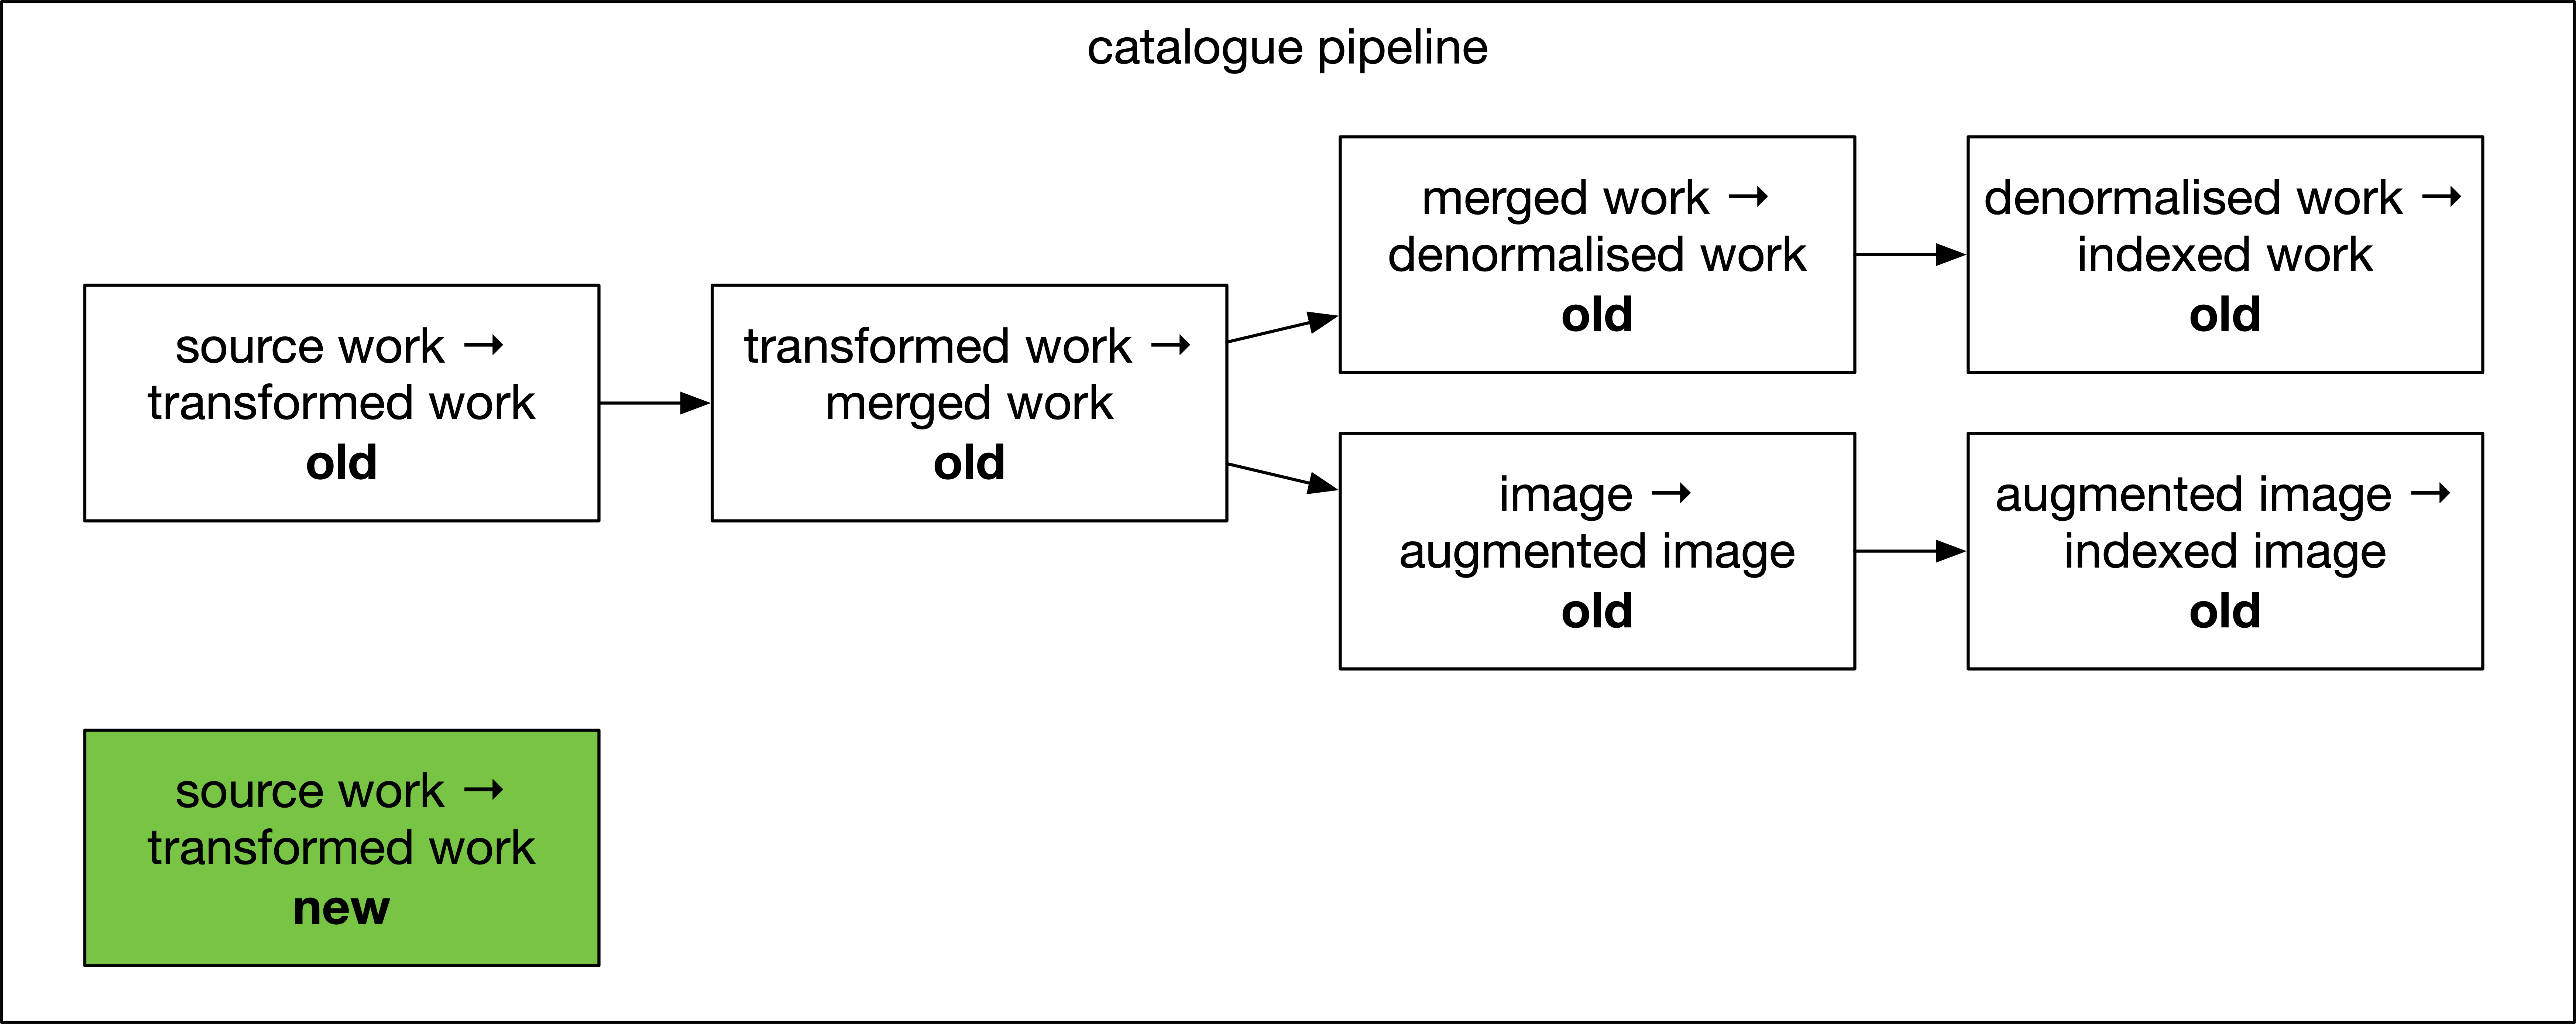 catalogue pipeline
source work →
transformed work
old
transformed work →
merged work
old
merged work →
denormalised work
old
denormalised work →
indexed work
old
image →
augmented image
old
augmented image →
indexed image
old
source work →
transformed work
new